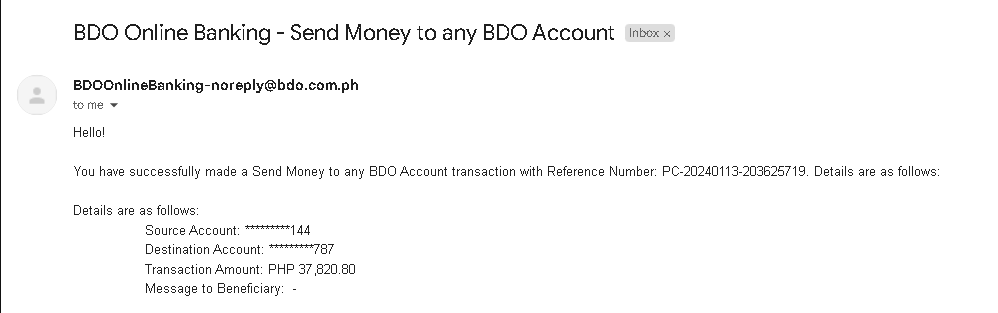 BDO Online Banking - Send Money to any BDO Account Inbox ×
BDOOnlineBanking-noreply@bdo.com.ph
to me
Hello!
You have successfully made a Send Money to any BDO Account transaction with Reference Number: PC-20240113-203625719. Details are as follows:
Details are as follows:
Source Account: *********144
Destination Account: *********787
Transaction Amount: PHP 37,820.80
Message to Beneficiary: -